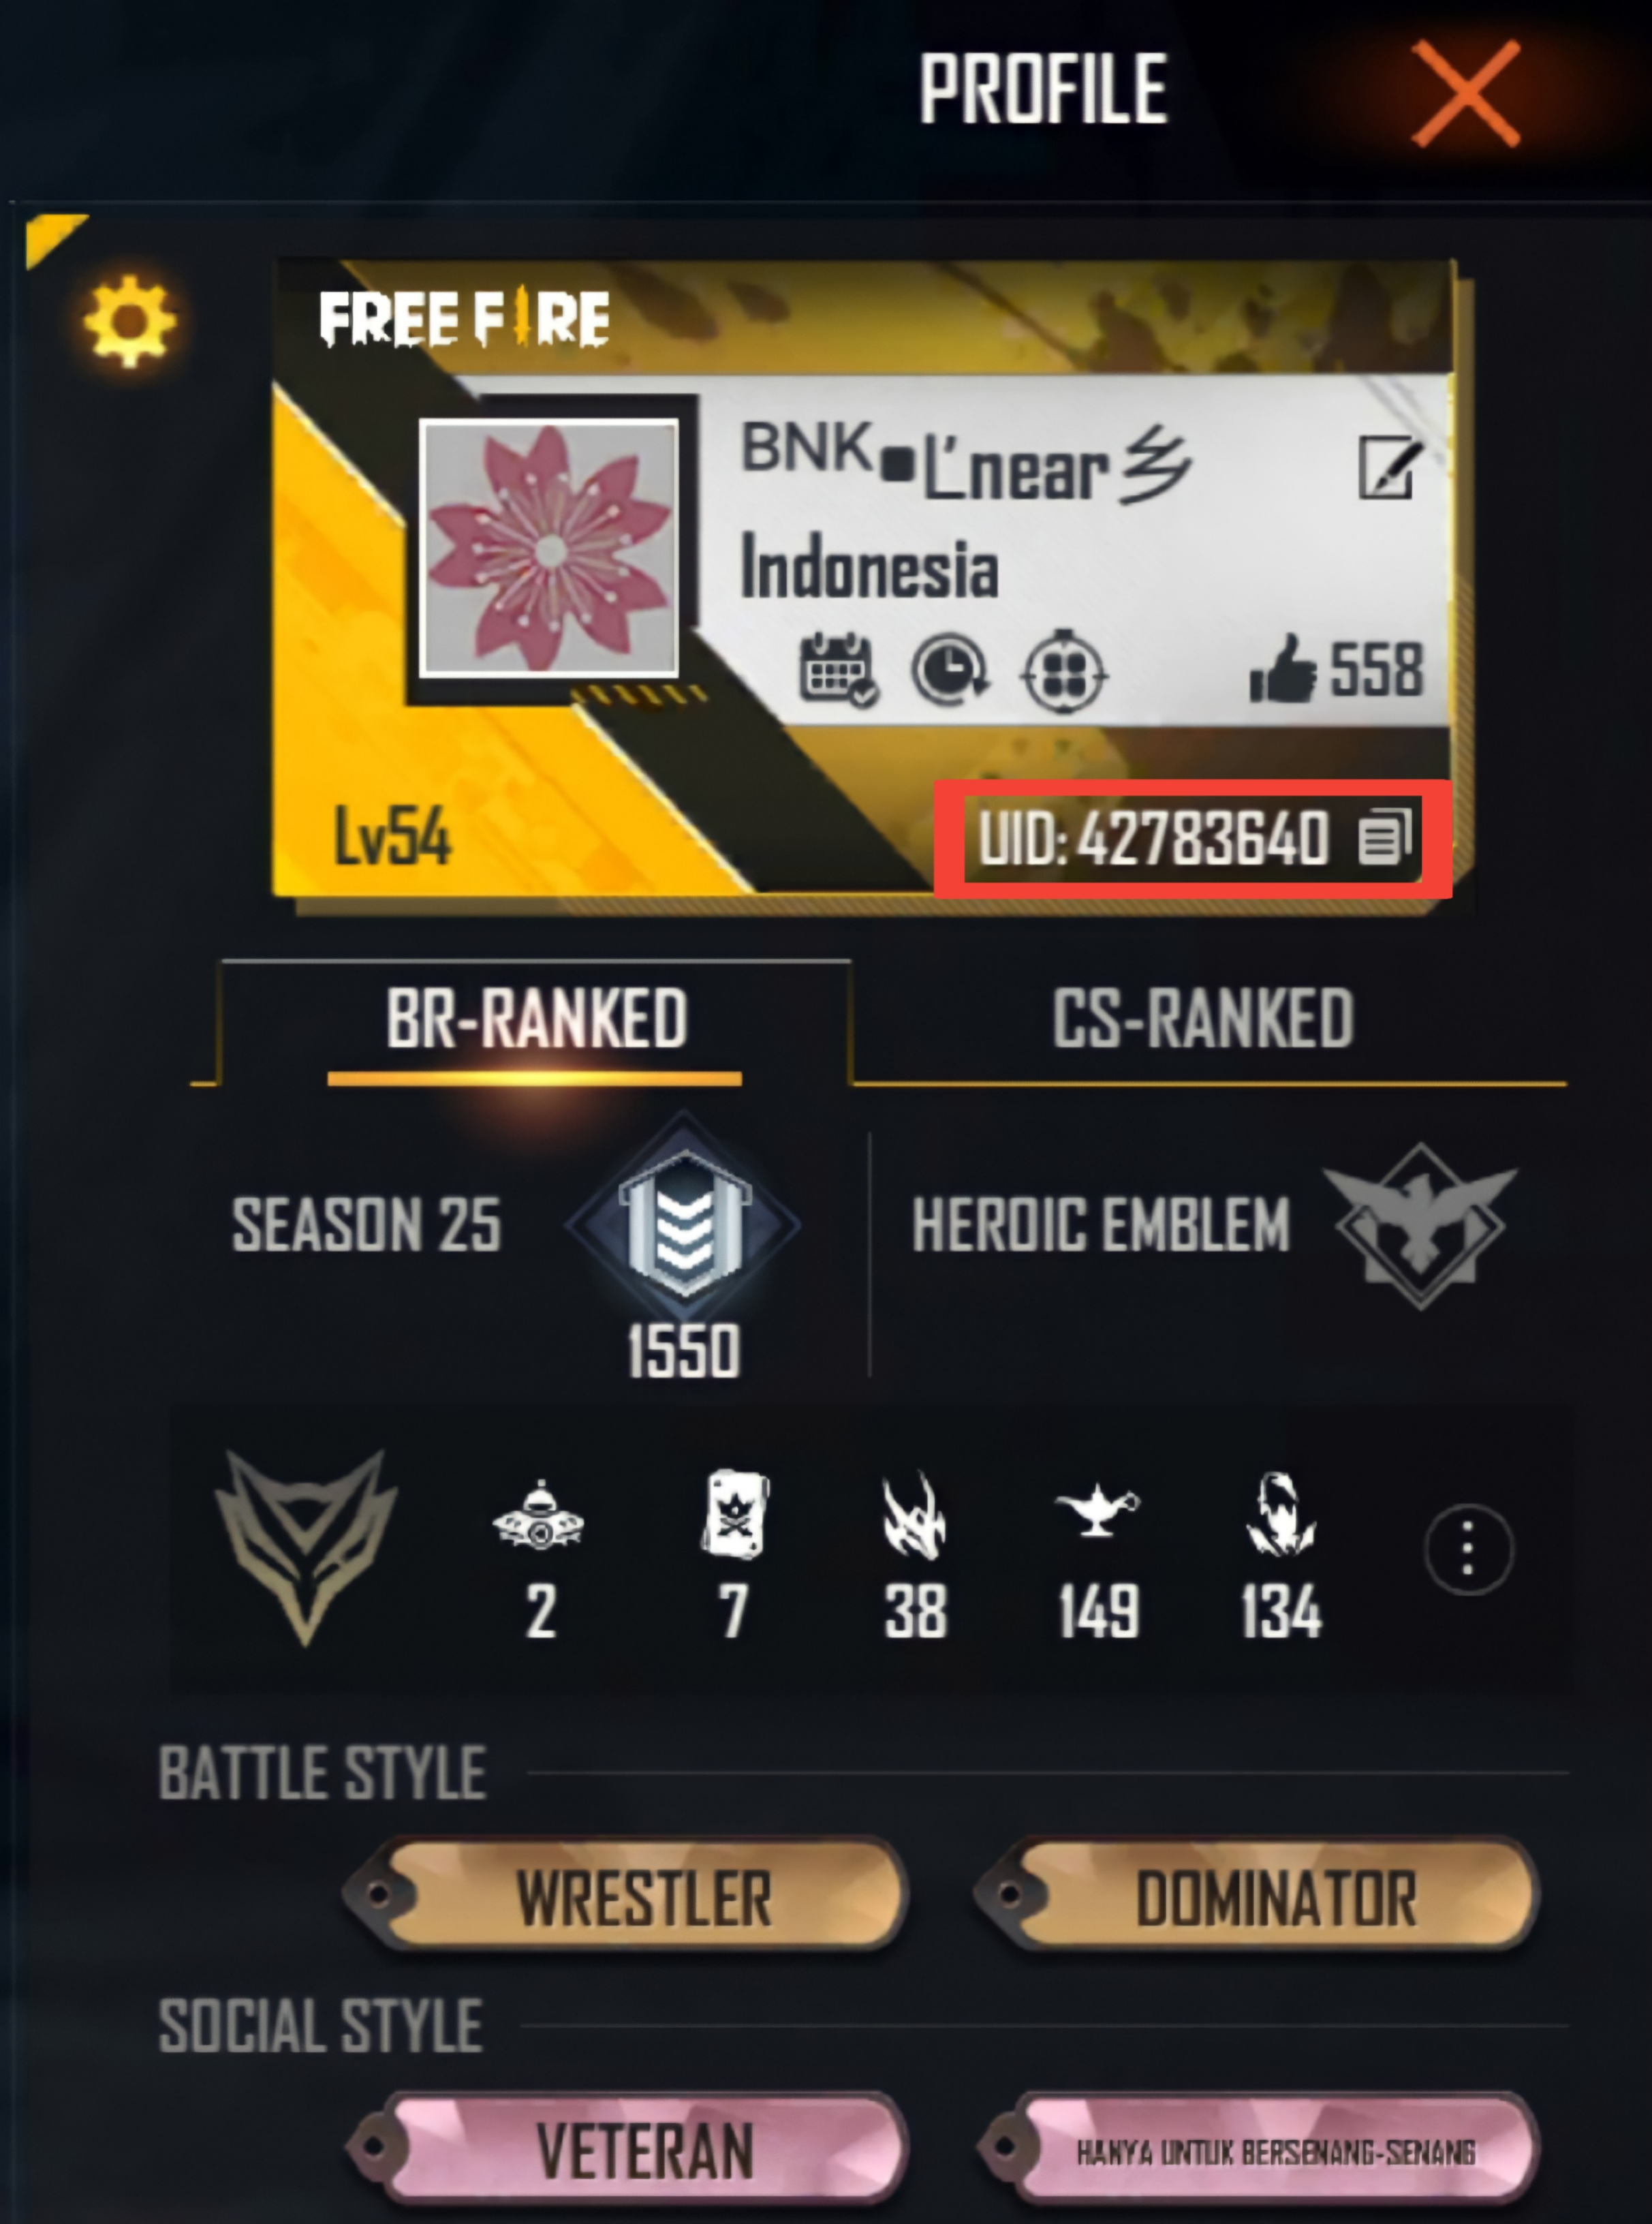 PROFILE
FREE FIRE
BNK■L'near乡
Indonesia
558
Lv54
UID: 42783640
BR-RANKED
CS-RANKED
SEASON 25
1550
HEROIC EMBLEM
2
7
38
149
134
BATTLE STYLE
WRESTLER
DOMINATOR
SOCIAL STYLE
VETERAN
HANYA UNTUK BERSENANG-SENANG